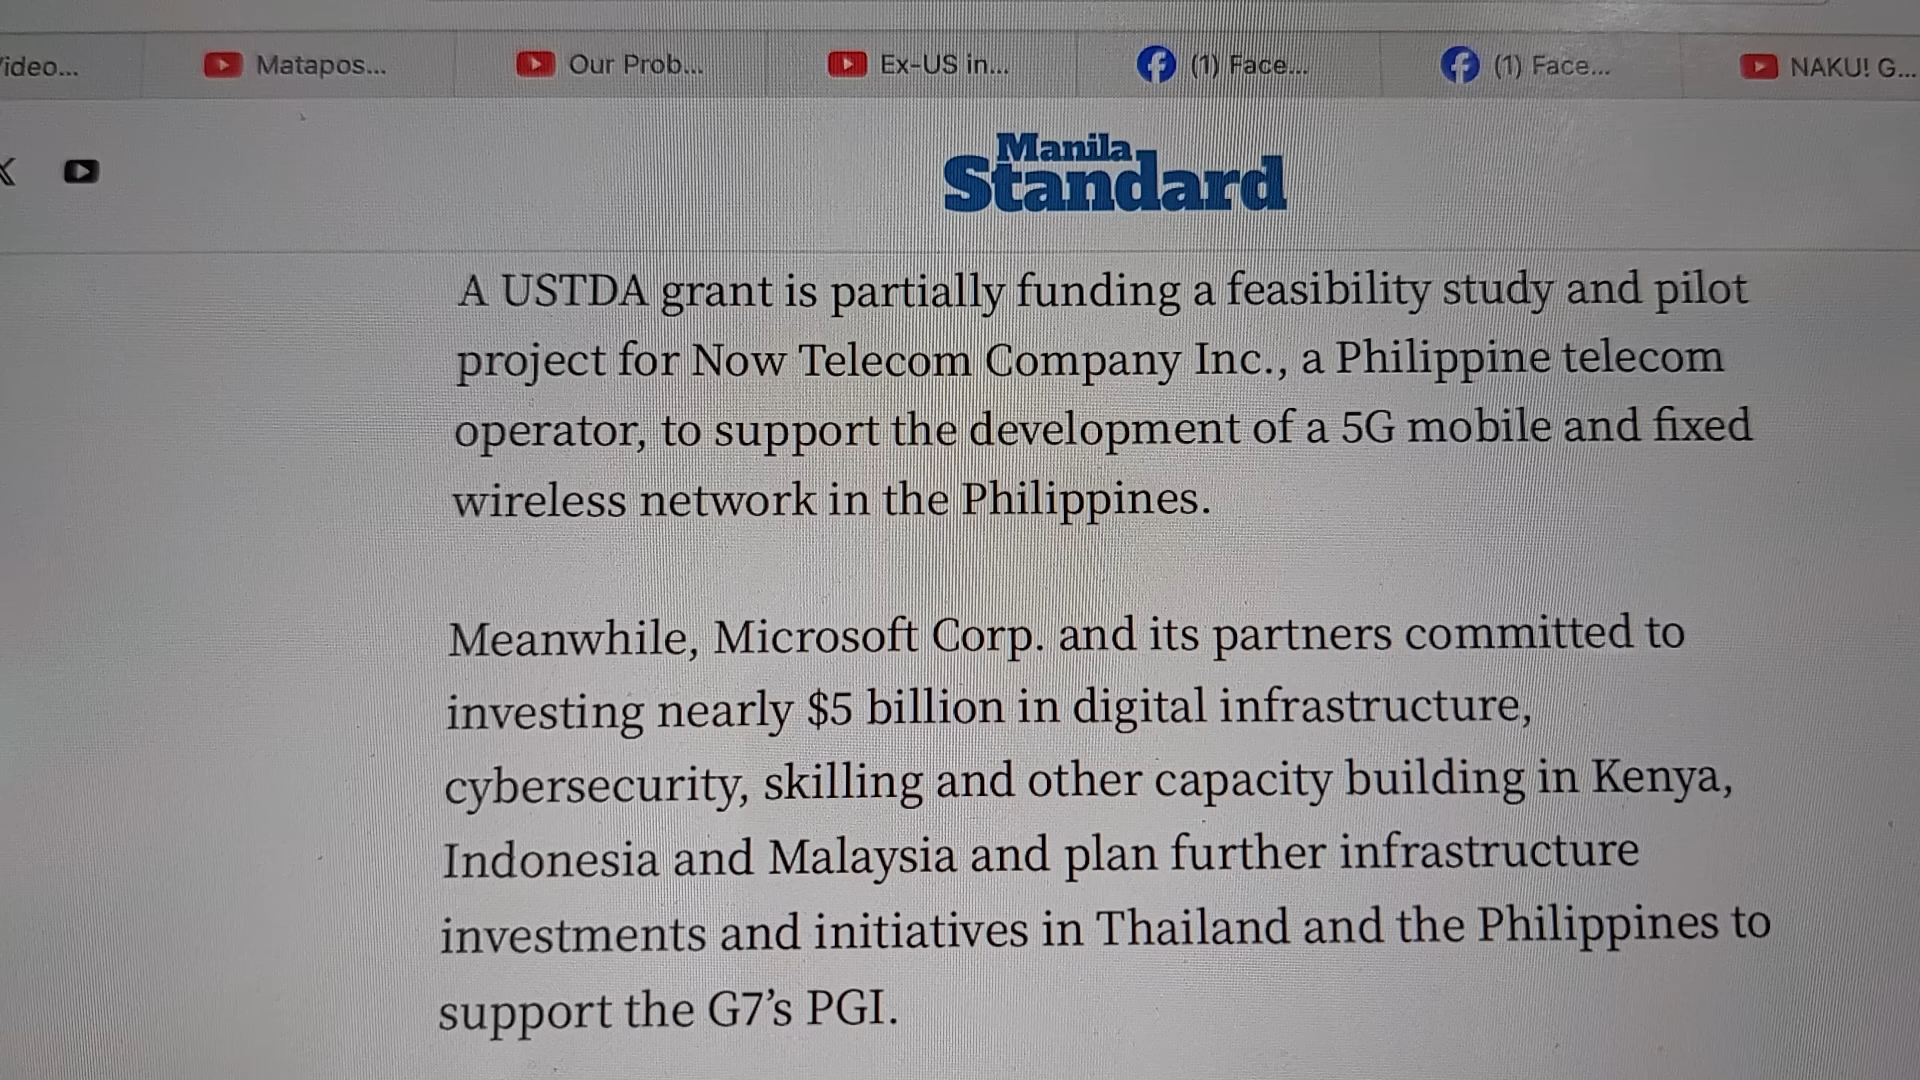 ideo...
Matapos...
Our Prob...
Ex-US in...
(1) Face...
(1) Face...
NAKU! G...
Manila
Standard
A USTDA grant is partially funding a feasibility study and pilot
project for Now Telecom Company Inc., a Philippine telecom
operator, to support the development of a 5G mobile and fixed
wireless network in the Philippines.
Meanwhile, Microsoft Corp. and its partners committed to
investing nearly $5 billion in digital infrastructure,
cybersecurity, skilling and other capacity building in Kenya,
Indonesia and Malaysia and plan further infrastructure
investments and initiatives in Thailand and the Philippines to
support the G7’s PGI.